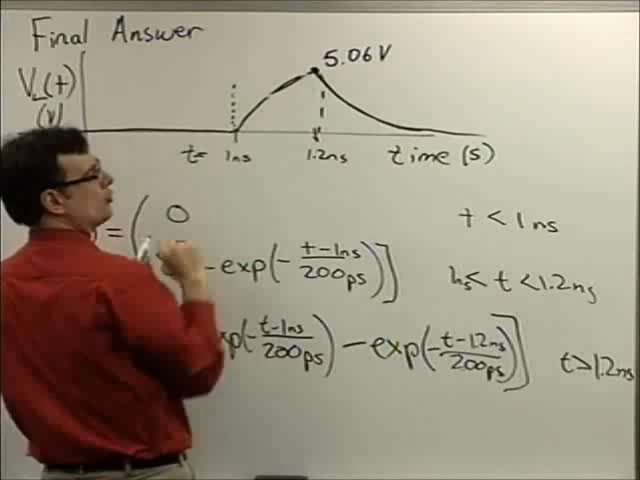 Final Answer
5.06V
V_L(t)
(V)
t= 1ns 1.2ns time (s)
= ( 0 t < 1ns
- exp(- t-1ns/200ps)] 1ns < t < 1.2ns
xp(- t-1ns/200ps) - exp(- t-1.2ns/200ps)] t>1.2ns